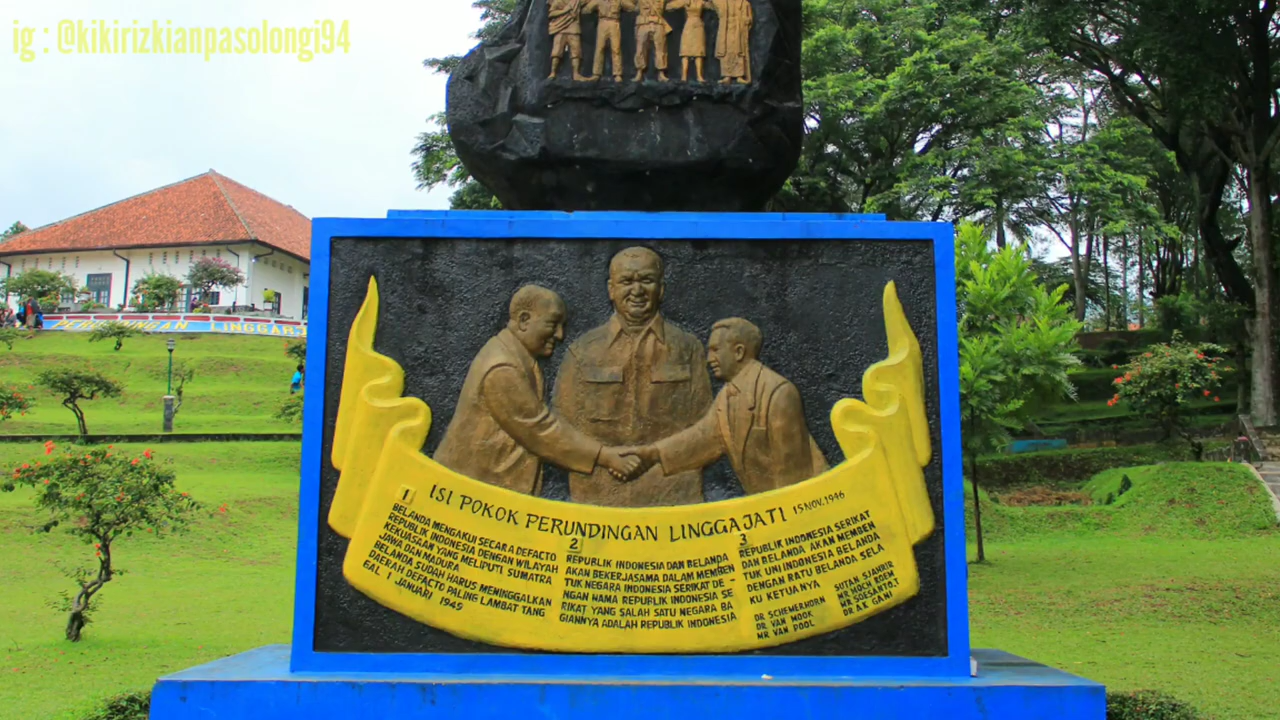 ig : @kikirizkianpasolongi94
PERUNDINGAN LINGGARJ
ISI POKOK PERUNDINGAN LINGGAJATI 15 NOV. 1946
1
BELANDA MENGAKUI SECARA DEFACTO
REPUBLIK INDONESIA DENGAN WILAYAH
KEKUASAAN YANG MELIPUTI SUMATRA
JAWA DAN MADURA
BELANDA SUDAH HARUS MENINGGALKAN
DAERAH DEFACTO PALING LAMBAT TANG
GAL 1 JANUARI 1949
2
REPUBLIK INDONESIA DAN BELANDA
AKAN BEKERJASAMA DALAM MEMBEN
TUK NEGARA INDONESIA SERIKAT DE-
NGAN NAMA REPUBLIK INDONESIA SE
RIKAT YANG SALAH SATU NEGARA BA
GIANNYA ADALAH REPUBLIK INDONESIA
3
REPUBLIK INDONESIA SERIKAT
DAN BELANDA AKAN MEMBEN
TUK UNI INDONESIA BELANDA
DENGAN RATU BELANDA SELA
KU KETUANYA
DR SCHEMERHORN
DR. VAN MOOK
MR VAN POOL
SUTAN SJAHRIR
MR MOCH ROEM
MR SOESANTO.T
DR A.K GANI